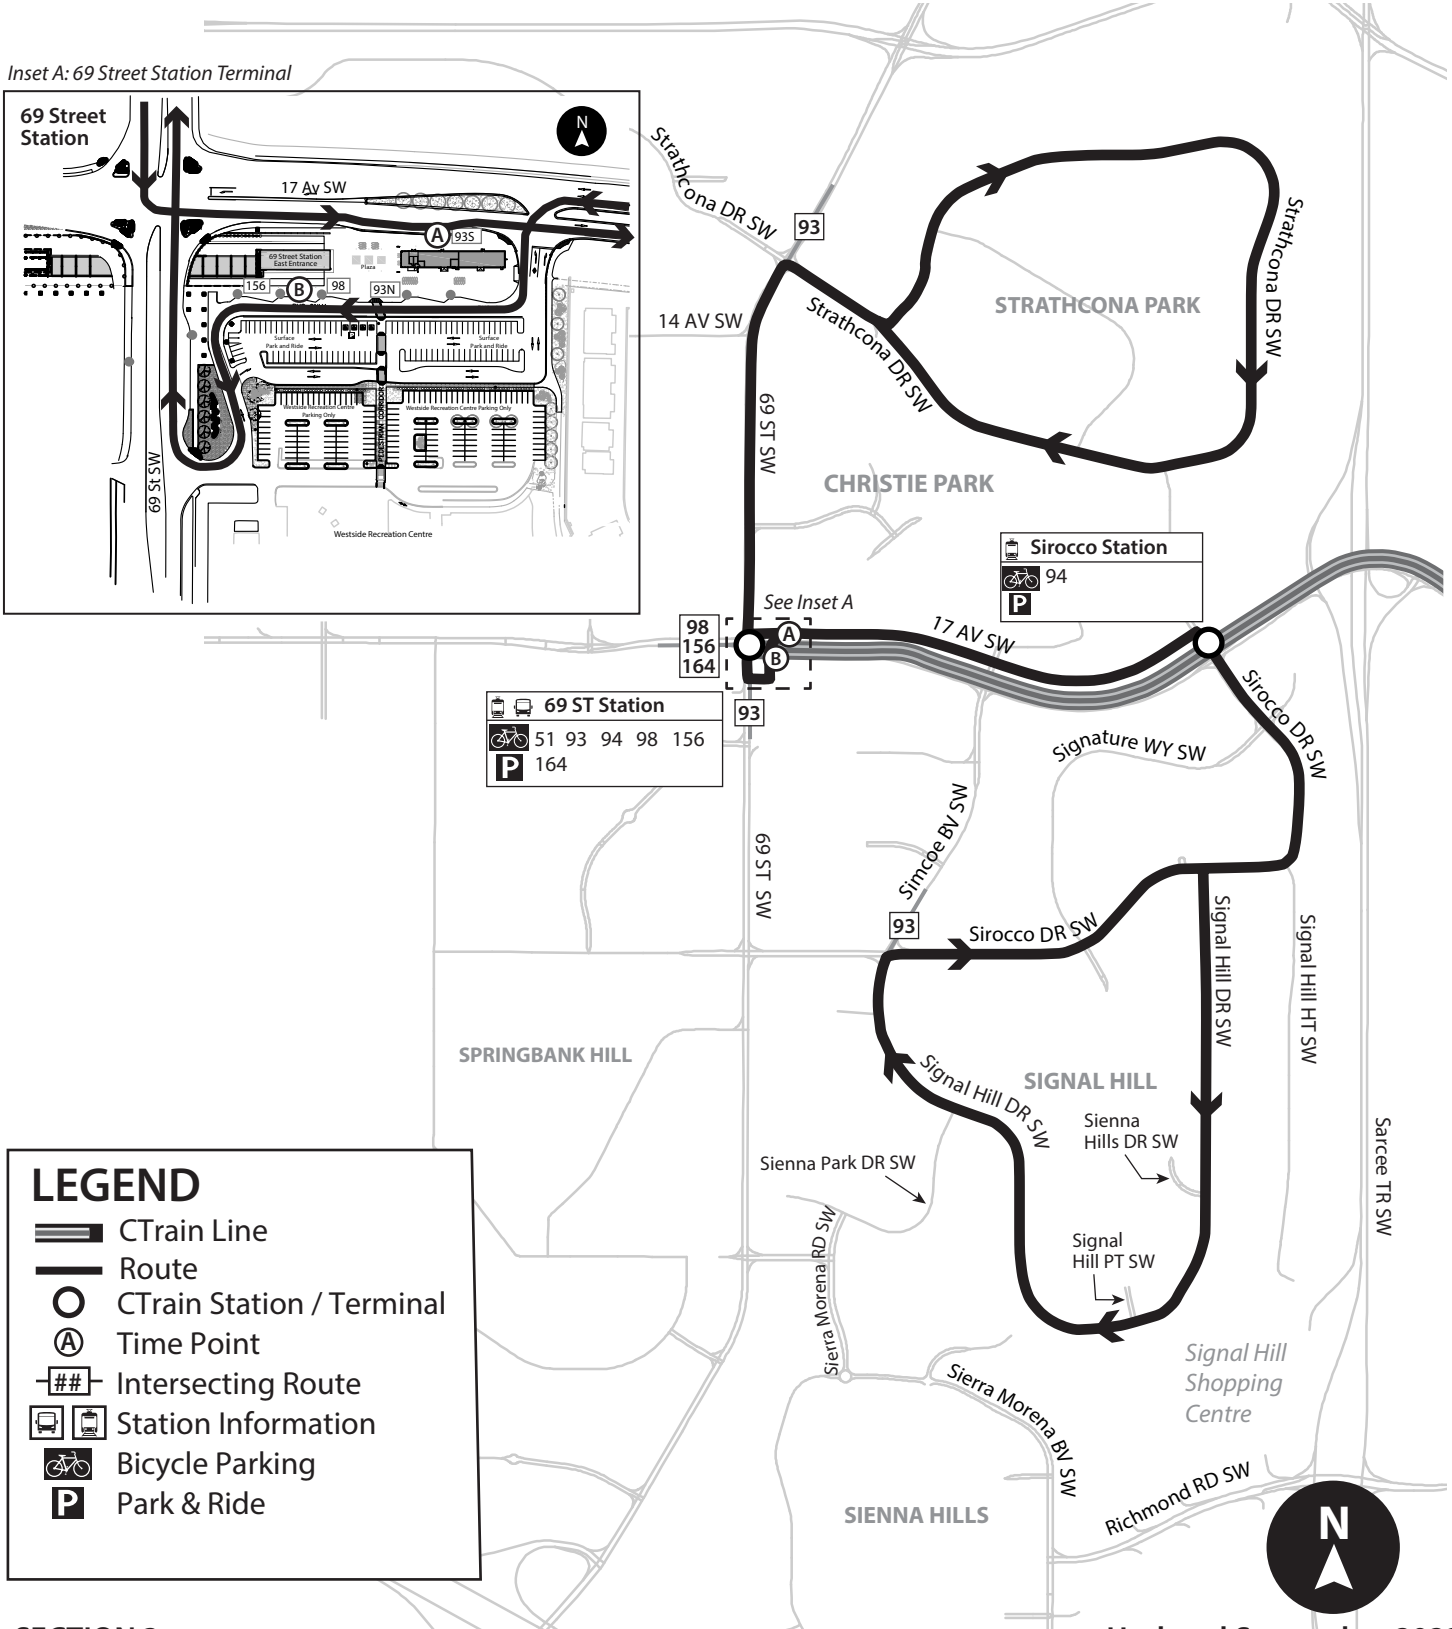 Inset A: 69 Street Station Terminal
69 Street
Station
N
17 Av SW
A
93S
69 Street Station
East Entrance
Plaza
156
B
98
93N
Surface
Park and Ride
Surface
Park and Ride
Westside Recreation Centre
Parking Only
Westside Recreation Centre Parking Only
PEDESTRIAN CORRIDOR
69 St SW
Westside Recreation Centre
Strathcona DR SW
93
14 AV SW
Strathcona DR SW
STRATHCONA PARK
Strathcona DR SW
69 ST SW
CHRISTIE PARK
Sirocco Station
94
P
See Inset A
98
156
164
A
B
17 AV SW
69 ST Station
51 93 94 98 156
P 164
93
Sirocco DR SW
Signature WY SW
Simcoe BV SW
69 ST SW
93
Sirocco DR SW
Signal Hill DR SW
Signal Hill HT SW
SPRINGBANK HILL
Signal Hill DR SW
SIGNAL HILL
Sienna
Hills DR SW
Sienna Park DR SW
Sarcee TR SW
Signal
Hill PT SW
Sierra Morena RD SW
Signal Hill
Shopping
Centre
Sierra Morena BV SW
Richmond RD SW
SIENNA HILLS
N
LEGEND
CTrain Line
Route
CTrain Station / Terminal
A Time Point
## Intersecting Route
Station Information
Bicycle Parking
P Park & Ride